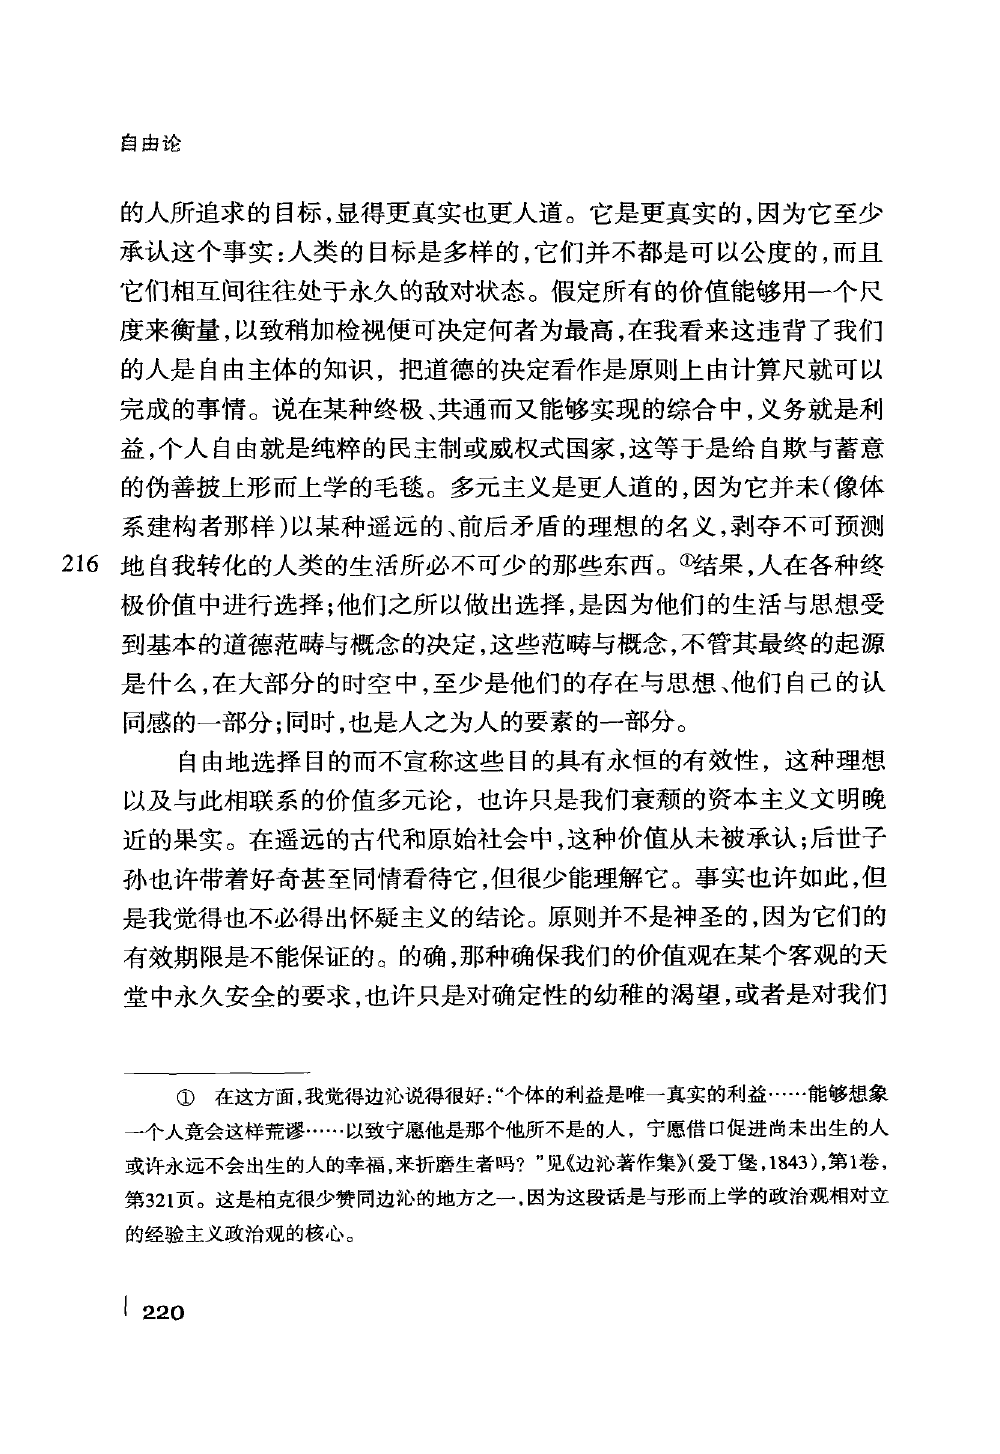 自由论
的人所追求的目标,显得更真实也更人道。它是更真实的,因为它至少
承认这个事实:人类的目标是多样的,它们并不都是可以公度的,而且
它们相互间往往处于永久的敌对状态。假定所有的价值能够用一个尺
度来衡量,以致稍加检视便可决定何者为最高,在我看来这违背了我们
的人是自由主体的知识，把道德的决定看作是原则上由计算尺就可以
完成的事情。说在某种终极、共通而又能够实现的综合中,义务就是利
益,个人自由就是纯粹的民主制或威权式国家,这等于是给自欺与蓄意
的伪善披上形而上学的毛毯。多元主义是更人道的,因为它并未(像体
系建构者那样)以某种遥远的、前后矛盾的理想的名义,剥夺不可预测
216 地自我转化的人类的生活所必不可少的那些东西。①结果,人在各种终
极价值中进行选择;他们之所以做出选择,是因为他们的生活与思想受
到基本的道德范畴与概念的决定,这些范畴与概念,不管其最终的起源
是什么,在大部分的时空中,至少是他们的存在与思想、他们自己的认
同感的一部分;同时,也是人之为人的要素的一部分。
自由地选择目的而不宣称这些目的具有永恒的有效性，这种理想
以及与此相联系的价值多元论，也许只是我们衰颓的资本主义文明晚
近的果实。在遥远的古代和原始社会中,这种价值从未被承认;后世子
孙也许带着好奇甚至同情看待它,但很少能理解它。事实也许如此,但
是我觉得也不必得出怀疑主义的结论。原则并不是神圣的,因为它们的
有效期限是不能保证的。的确,那种确保我们的价值观在某个客观的天
堂中永久安全的要求,也许只是对确定性的幼稚的渴望,或者是对我们
① 在这方面,我觉得边沁说得很好:“个体的利益是唯一真实的利益……能够想象
一个人竟会这样荒谬……以致宁愿他是那个他所不是的人，宁愿借口促进尚未出生的人
或许永远不会出生的人的幸福,来折磨生者吗？”见《边沁著作集》(爱丁堡,1843),第1卷,
第321页。这是柏克很少赞同边沁的地方之一,因为这段话是与形而上学的政治观相对立
的经验主义政治观的核心。
220